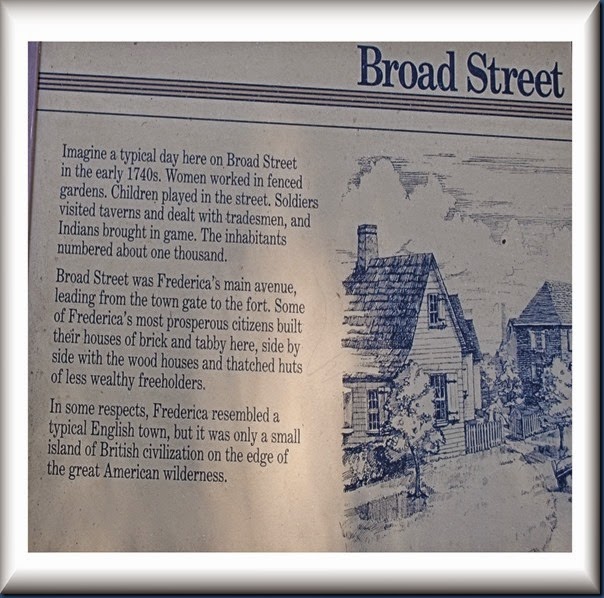 Broad Street
Imagine a typical day here on Broad Street
in the early 1740s. Women worked in fenced
gardens. Children played in the street. Soldiers
visited taverns and dealt with tradesmen, and
Indians brought in game. The inhabitants
numbered about one thousand.
Broad Street was Frederica's main avenue,
leading from the town gate to the fort. Some
of Frederica's most prosperous citizens built
their houses of brick and tabby here, side by
side with the wood houses and thatched huts
of less wealthy freeholders.
In some respects, Frederica resembled a
typical English town, but it was only a small
island of British civilization on the edge of
the great American wilderness.